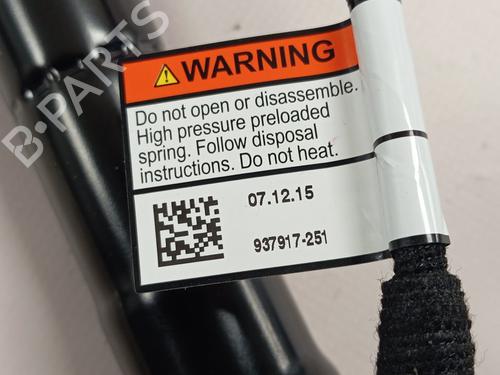 WARNING
Do not open or disassemble.
High pressure preloaded
spring. Follow disposal
instructions. Do not heat.
07.12.15
937917-251
B-PARTS